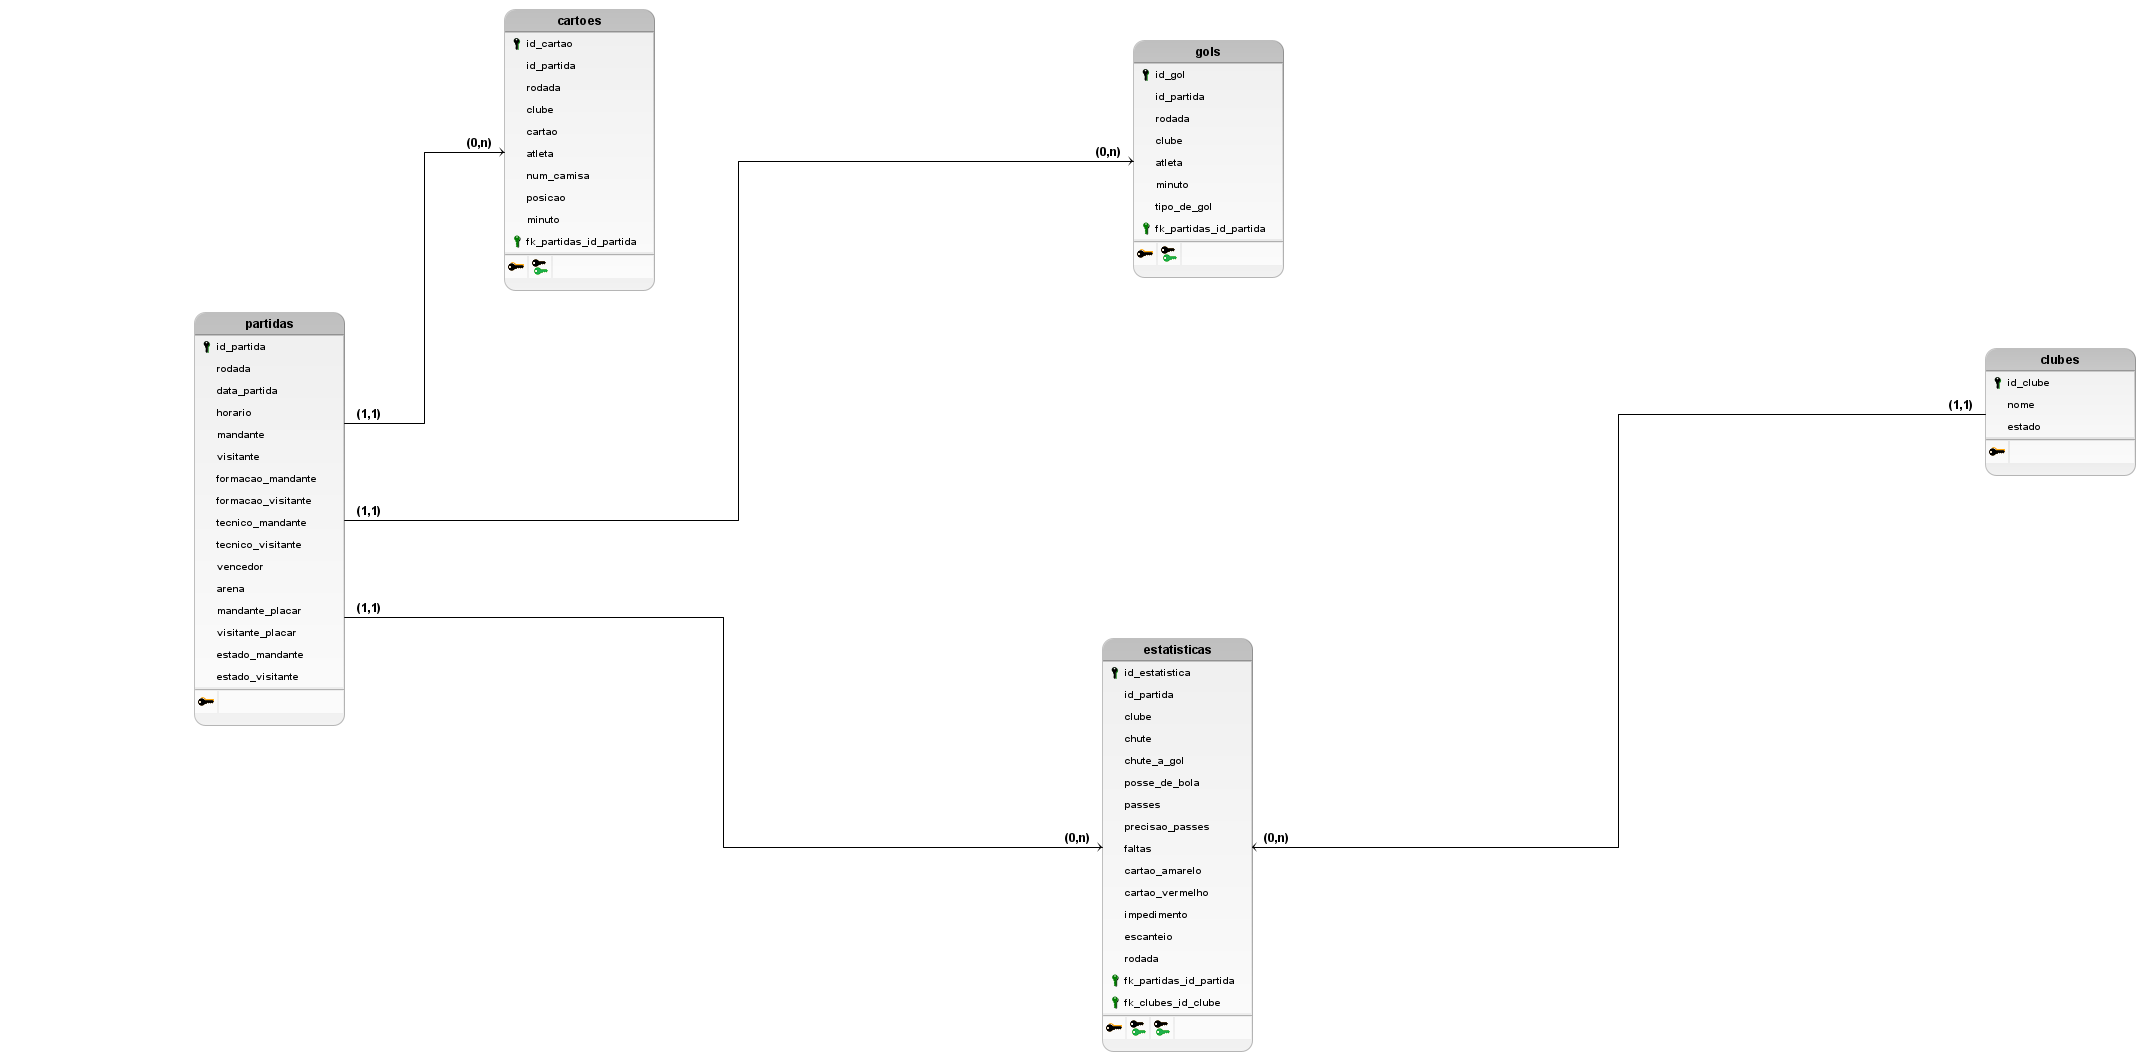 cartoes
id_cartao
id_partida
rodada
clube
cartao
atleta
num_camisa
posicao
minuto
fk_partidas_id_partida
(0,n)
gols
id_gol
id_partida
rodada
clube
atleta
minuto
tipo_de_gol
fk_partidas_id_partida
(0,n)
partidas
id_partida
rodada
data_partida
horario
mandante
visitante
formacao_mandante
formacao_visitante
tecnico_mandante
tecnico_visitante
vencedor
arena
mandante_placar
visitante_placar
estado_mandante
estado_visitante
(1,1)
(1,1)
(1,1)
clubes
id_clube
nome
estado
(1,1)
estatisticas
id_estatistica
id_partida
clube
chute
chute_a_gol
posse_de_bola
passes
precisao_passes
faltas
cartao_amarelo
cartao_vermelho
impedimento
escanteio
rodada
fk_partidas_id_partida
fk_clubes_id_clube
(0,n)
(0,n)